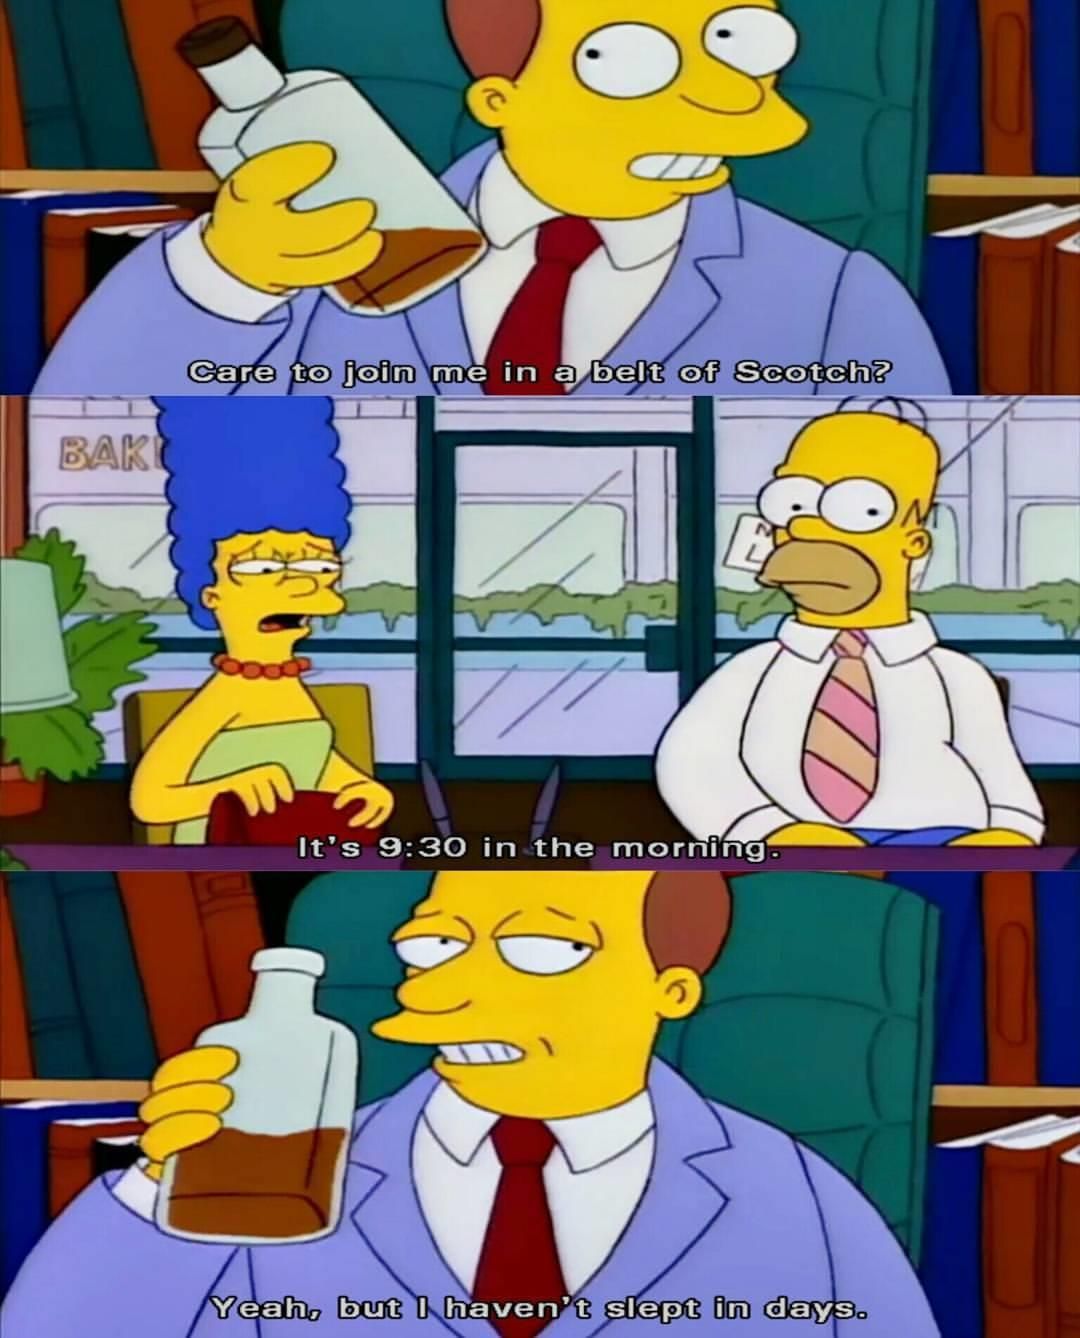 Care to join me in a belt of Scotch?
BAK
It's 9:30 in the morning.
Yeah, but I haven't slept in days.